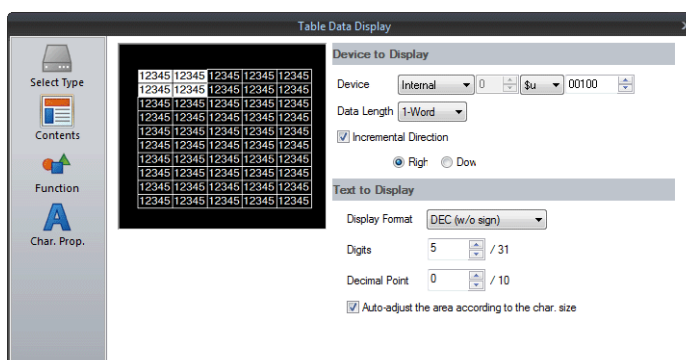 Table Data Display
Select Type
Contents
Function
Char. Prop.
12345 12345 12345 12345 12345
12345 12345 12345 12345 12345
12345 12345 12345 12345 12345
12345 12345 12345 12345 12345
12345 12345 12345 12345 12345
12345 12345 12345 12345 12345
12345 12345 12345 12345 12345
12345 12345 12345 12345 12345
12345 12345 12345 12345 12345
12345 12345 12345 12345 12345
Device to Display
Device Internal 0 $u 00100
Data Length 1-Word
Incremental Direction
Righ Dow
Text to Display
Display Format DEC (w/o sign)
Digits 5 / 31
Decimal Point 0 / 10
Auto-adjust the area according to the char. size